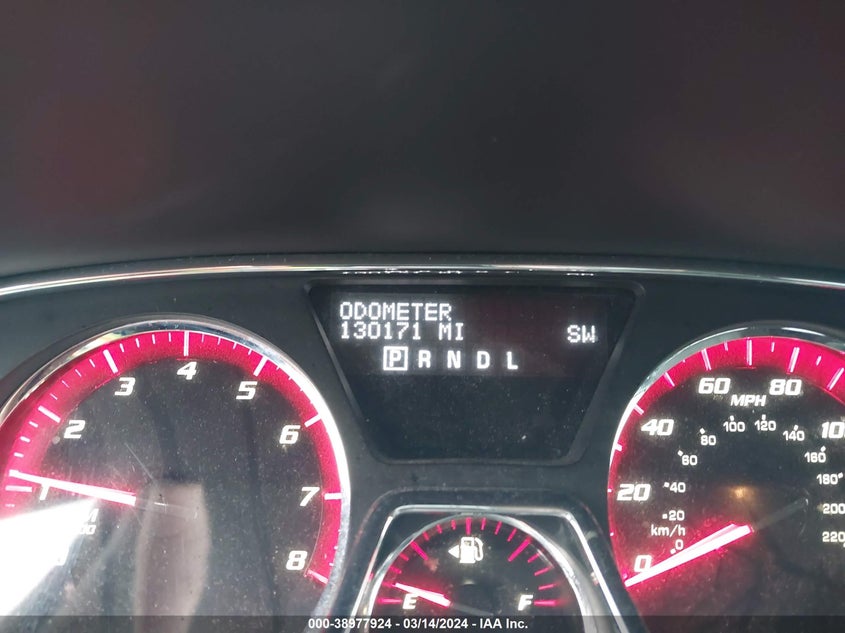 ODOMETER
130171 MI SW
P R N D L
1 2 3 4 5 6 7 8
0 20 40 60 80
MPH
0 20 40 60 80 100 120 140 160 180 200 220
km/h
E F
000-38977924 / 03/14/2024 - IAA Inc.